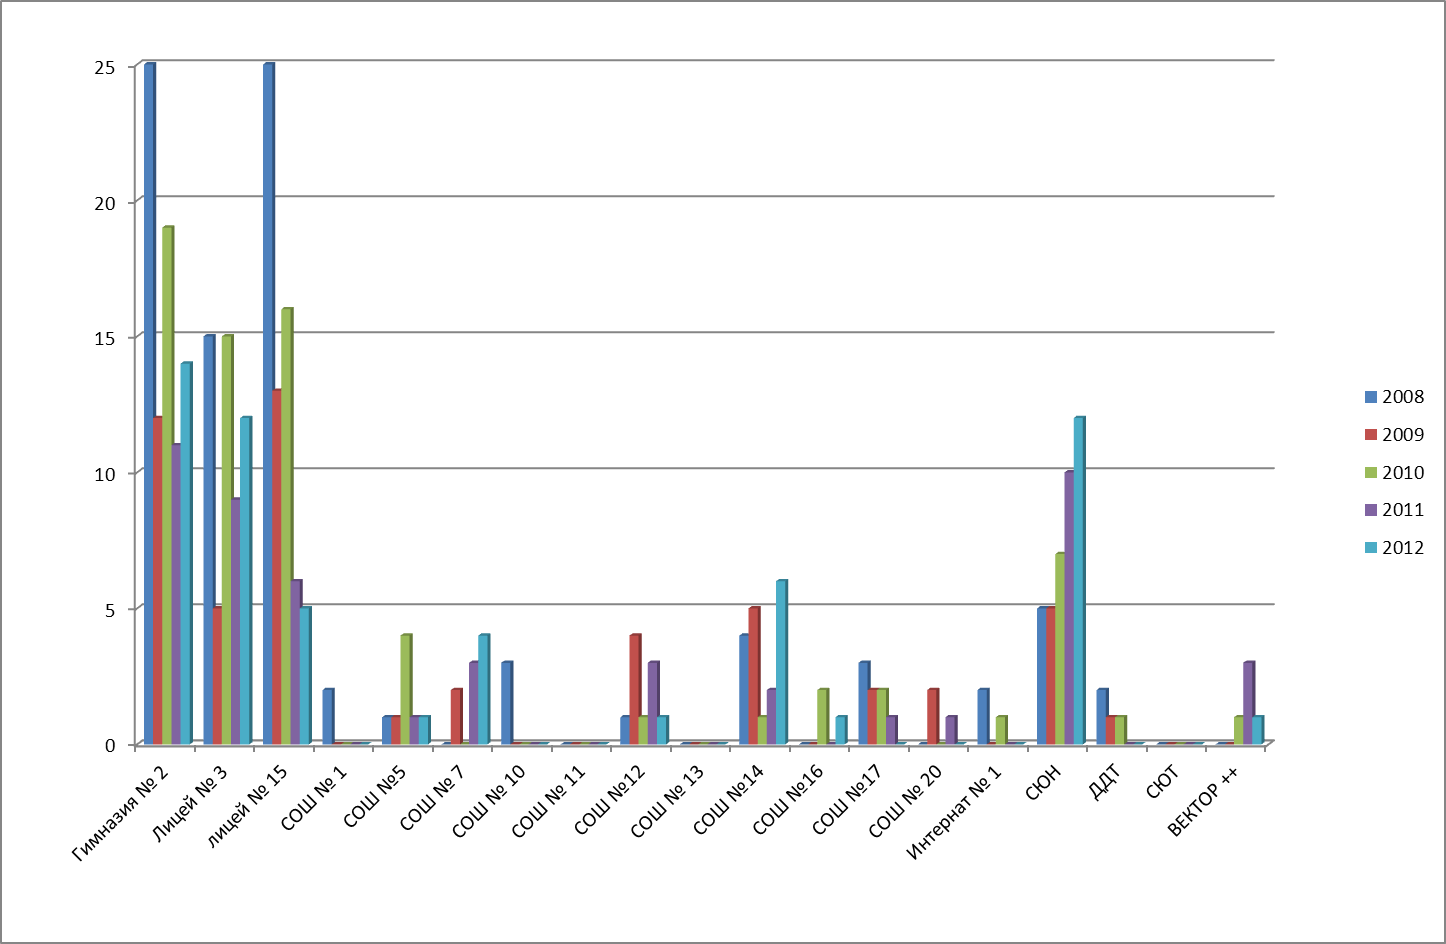 25
20
15
10
5
0
Гимназия № 2
Лицей № 3
лицей № 15
СОШ № 1
СОШ №5
СОШ № 7
СОШ № 10
СОШ № 11
СОШ №12
СОШ № 13
СОШ №14
СОШ №16
СОШ №17
СОШ № 20
Интернат № 1
СЮН
ДДТ
СЮТ
ВЕКТОР ++
2008
2009
2010
2011
2012